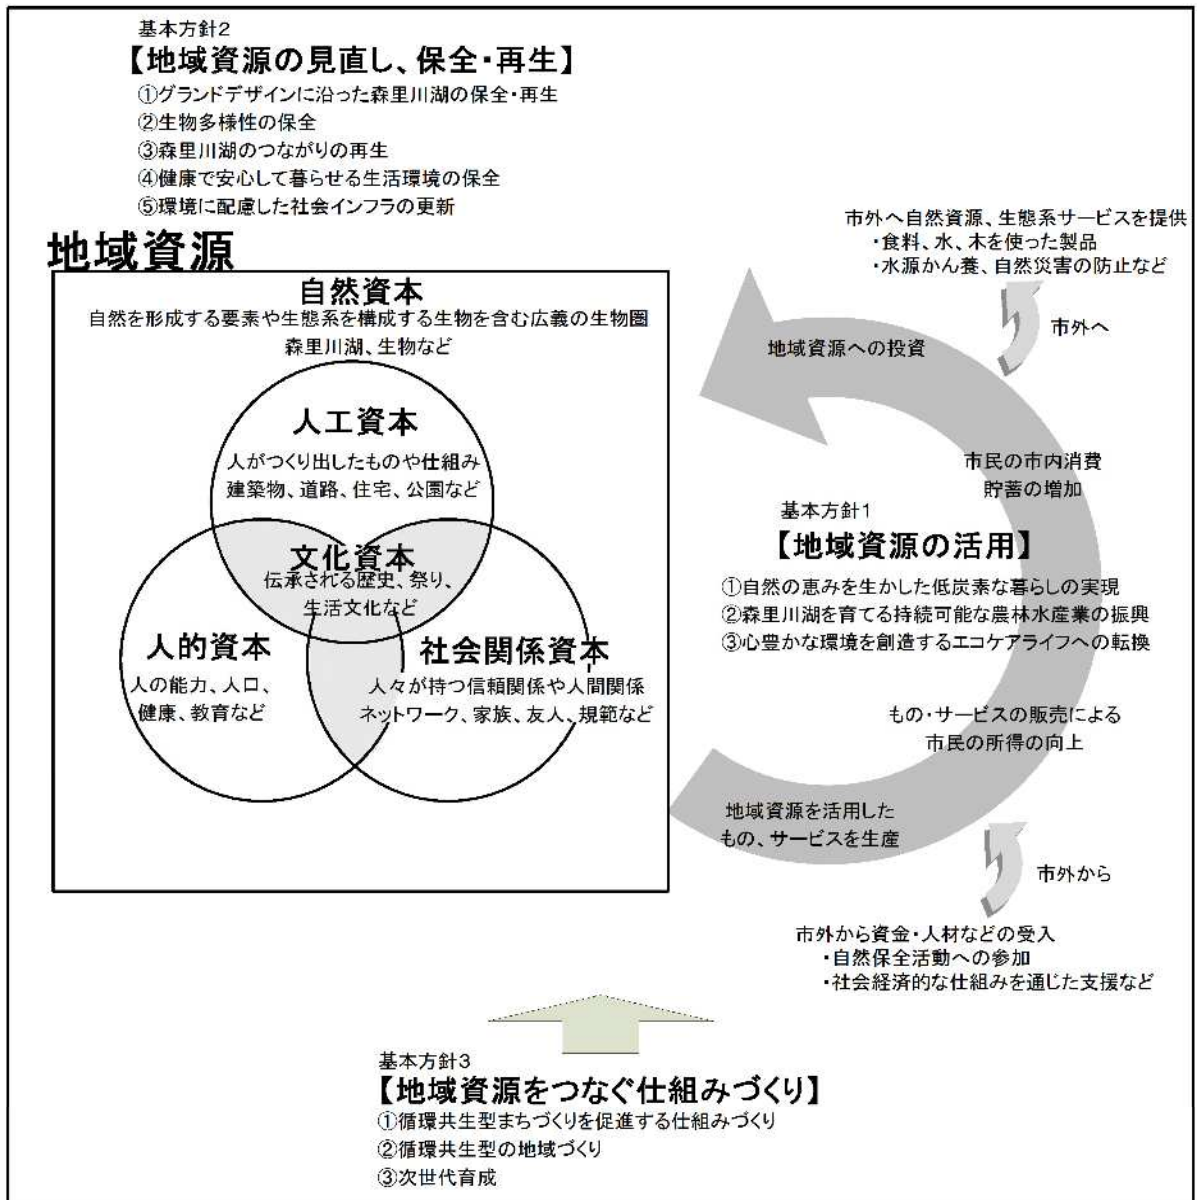 基本方針2
【地域資源の見直し、保全・再生】
①グランドデザインに沿った森里川湖の保全・再生
②生物多様性の保全
③森里川湖のつながりの再生
④健康で安心して暮らせる生活環境の保全
⑤環境に配慮した社会インフラの更新
地域資源
自然資本
自然を形成する要素や生態系を構成する生物を含む広義の生物圏
森里川湖、生物など
人工資本
人がつくり出したものや仕組み
建築物、道路、住宅、公園など
文化資本
伝承される歴史、祭り、
生活文化など
人的資本
人の能力、人口、
健康、教育など
社会関係資本
人々が持つ信頼関係や人間関係
ネットワーク、家族、友人、規範など
市外へ自然資源、生態系サービスを提供
・食料、水、木を使った製品
・水源かん養、自然災害の防止など
市外へ
地域資源への投資
市民の市内消費
貯蓄の増加
基本方針1
【地域資源の活用】
①自然の恵みを生かした低炭素な暮らしの実現
②森里川湖を育てる持続可能な農林水産業の振興
③心豊かな環境を創造するエコケアライフへの転換
もの・サービスの販売による
市民の所得の向上
地域資源を活用した
もの、サービスを生産
市外から
市外から資金・人材などの受入
・自然保全活動への参加
・社会経済的な仕組みを通じた支援など
基本方針3
【地域資源をつなぐ仕組みづくり】
①循環共生型まちづくりを促進する仕組みづくり
②循環共生型の地域づくり
③次世代育成